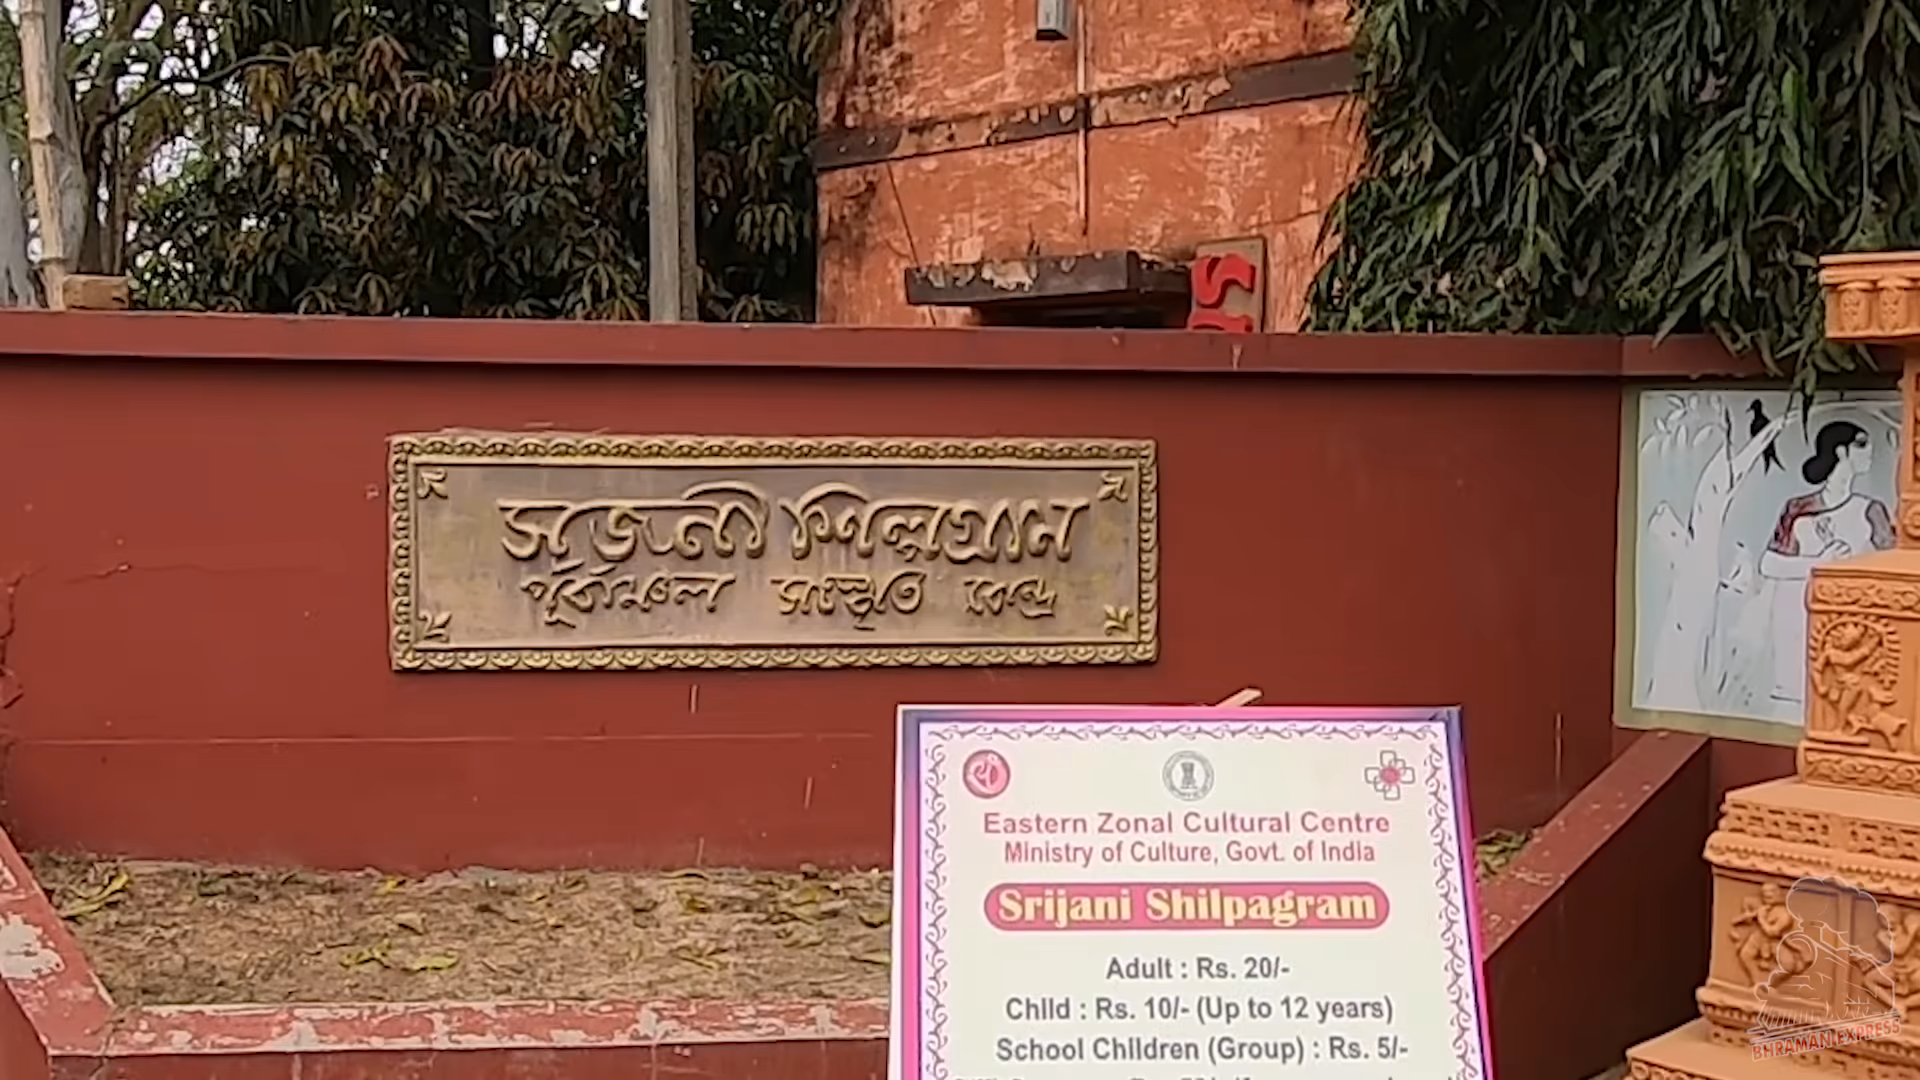 সৃজনী শিল্পগ্রাম
পূর্বাঞ্চল সংস্কৃতি কেন্দ্র
Eastern Zonal Cultural Centre
Ministry of Culture, Govt. of India
Srijani Shilpagram
Adult : Rs. 20/-
Child : Rs. 10/- (Up to 12 years)
School Children (Group) : Rs. 5/-
BHRAMAN EXPRESS